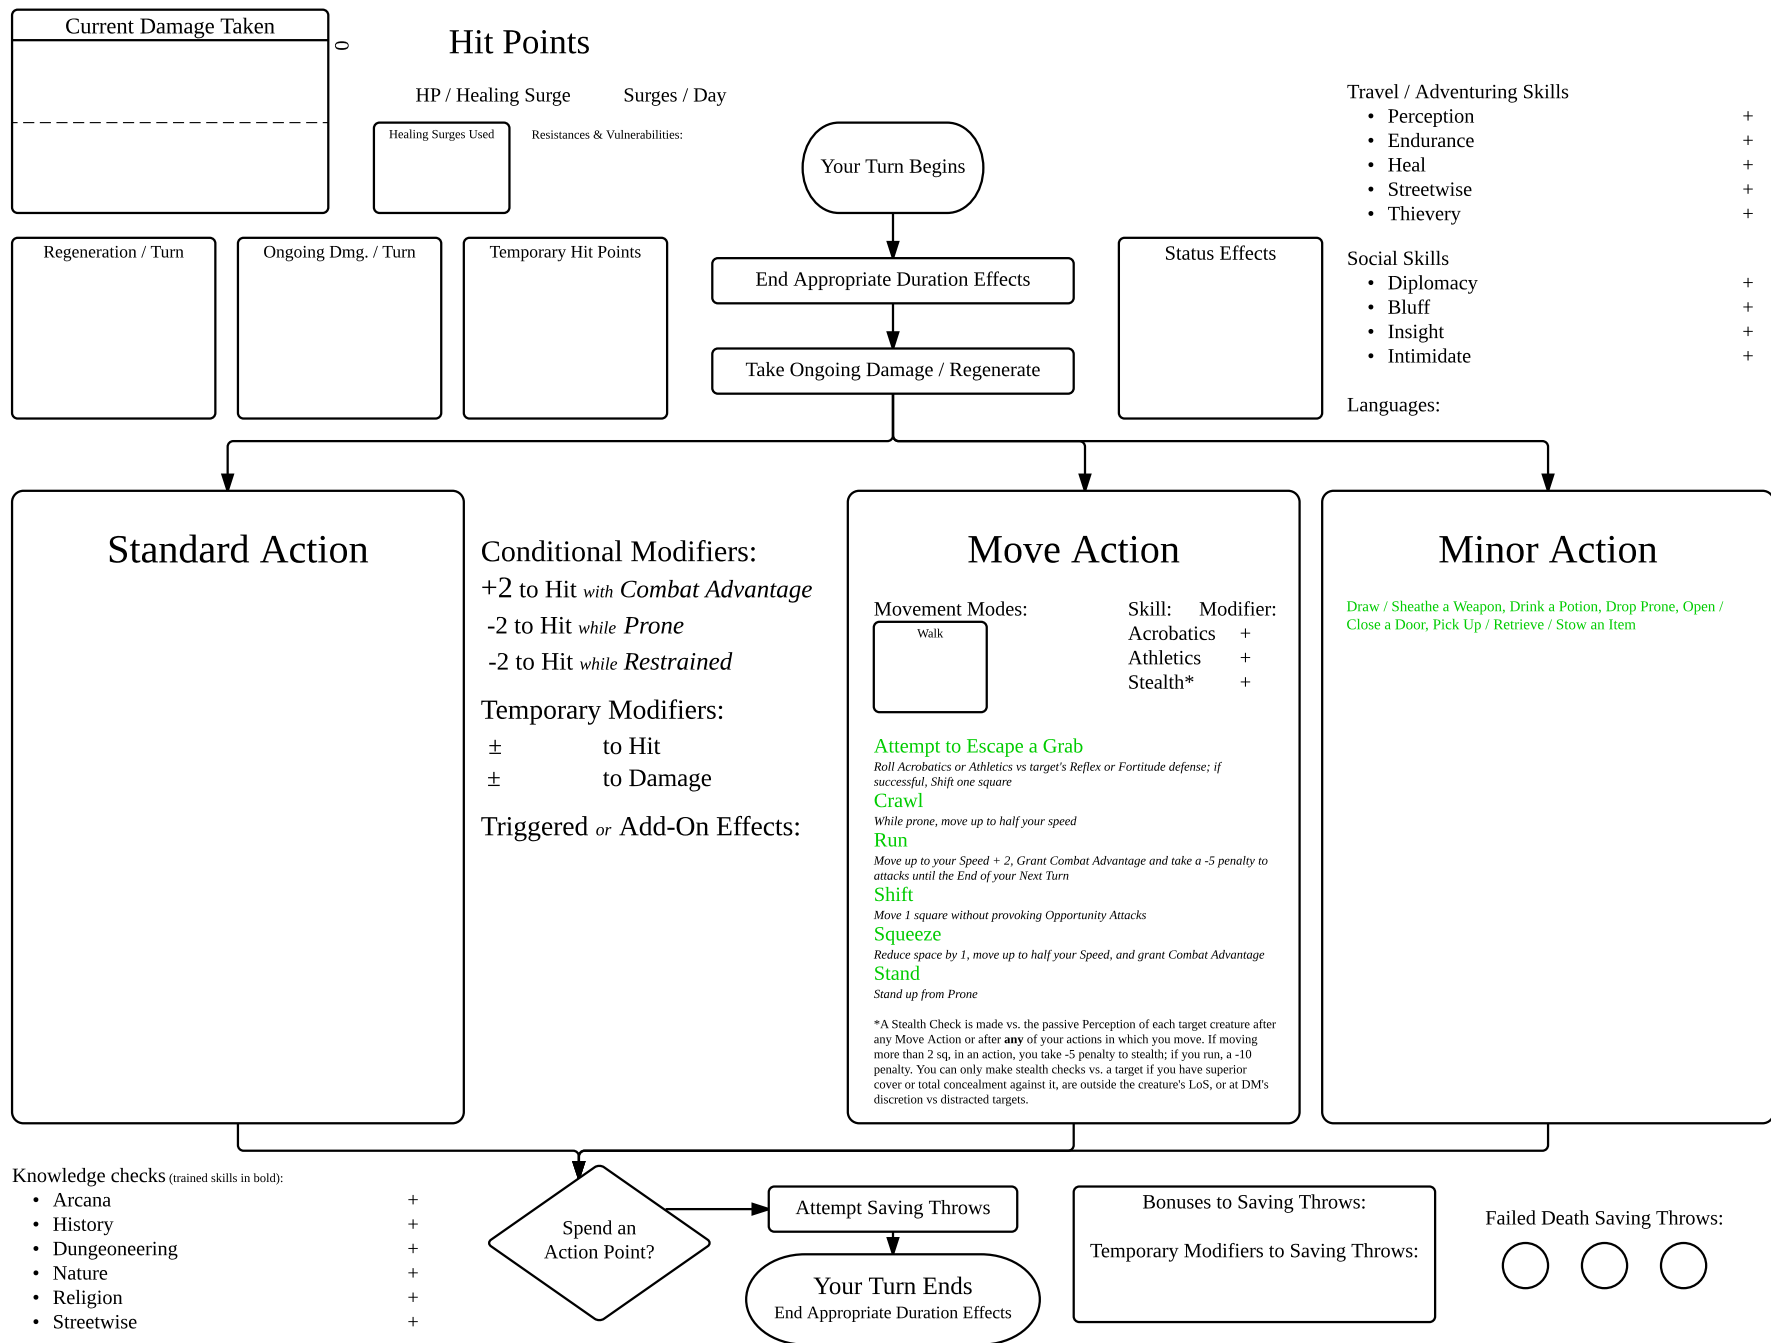 Current Damage Taken
0
Hit Points
HP / Healing Surge
Surges / Day
Healing Surges Used
Resistances & Vulnerabilities:
Your Turn Begins
Travel / Adventuring Skills
• Perception +
• Endurance +
• Heal +
• Streetwise +
• Thievery +
Regeneration / Turn
Ongoing Dmg. / Turn
Temporary Hit Points
End Appropriate Duration Effects
Take Ongoing Damage / Regenerate
Status Effects
Social Skills
• Diplomacy +
• Bluff +
• Insight +
• Intimidate +
Languages:
Standard Action
Conditional Modifiers:
+2 to Hit with Combat Advantage
-2 to Hit while Prone
-2 to Hit while Restrained
Temporary Modifiers:
± to Hit
± to Damage
Triggered or Add-On Effects:
Move Action
Movement Modes:
Walk
Skill: Modifier:
Acrobatics +
Athletics +
Stealth* +
Attempt to Escape a Grab
Roll Acrobatics or Athletics vs target's Reflex or Fortitude defense; if
successful, Shift one square
Crawl
While prone, move up to half your speed
Run
Move up to your Speed + 2, Grant Combat Advantage and take a -5 penalty to
attacks until the End of your Next Turn
Shift
Move 1 square without provoking Opportunity Attacks
Squeeze
Reduce space by 1, move up to half your Speed, and grant Combat Advantage
Stand
Stand up from Prone
*A Stealth Check is made vs. the passive Perception of each target creature after
any Move Action or after any of your actions in which you move. If moving
more than 2 sq, in an action, you take -5 penalty to stealth; if you run, a -10
penalty. You can only make stealth checks vs. a target if you have superior
cover or total concealment against it, are outside the creature's LoS, or at DM's
discretion vs distracted targets.
Minor Action
Draw / Sheathe a Weapon, Drink a Potion, Drop Prone, Open /
Close a Door, Pick Up / Retrieve / Stow an Item
Knowledge checks (trained skills in bold):
• Arcana +
• History +
• Dungeoneering +
• Nature +
• Religion +
• Streetwise +
Spend an
Action Point?
Attempt Saving Throws
Your Turn Ends
End Appropriate Duration Effects
Bonuses to Saving Throws:
Temporary Modifiers to Saving Throws:
Failed Death Saving Throws: